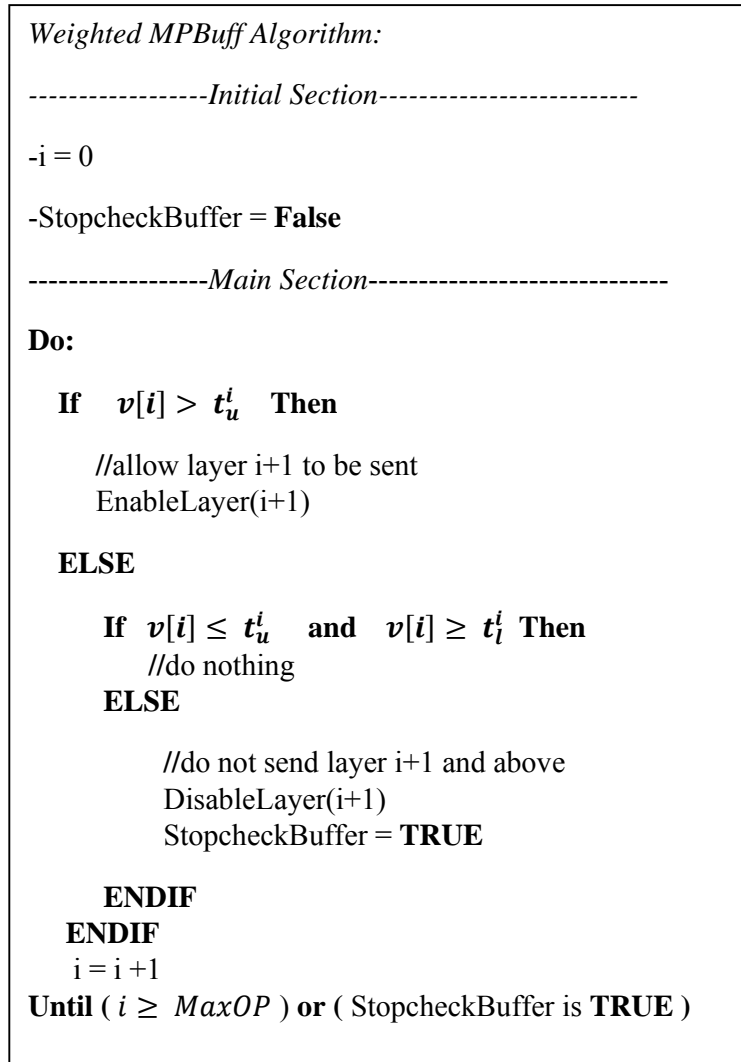 Weighted MPBuff Algorithm:
------------------Initial Section--------------------------
-i = 0
-StopcheckBuffer = False
------------------Main Section------------------------------
Do:
If v[i] > t_u^i Then
//allow layer i+1 to be sent
EnableLayer(i+1)
ELSE
If v[i] ≤ t_u^i and v[i] ≥ t_l^i Then
//do nothing
ELSE
//do not send layer i+1 and above
DisableLayer(i+1)
StopcheckBuffer = TRUE
ENDIF
ENDIF
i = i +1
Until ( i ≥ MaxOP ) or ( StopcheckBuffer is TRUE )